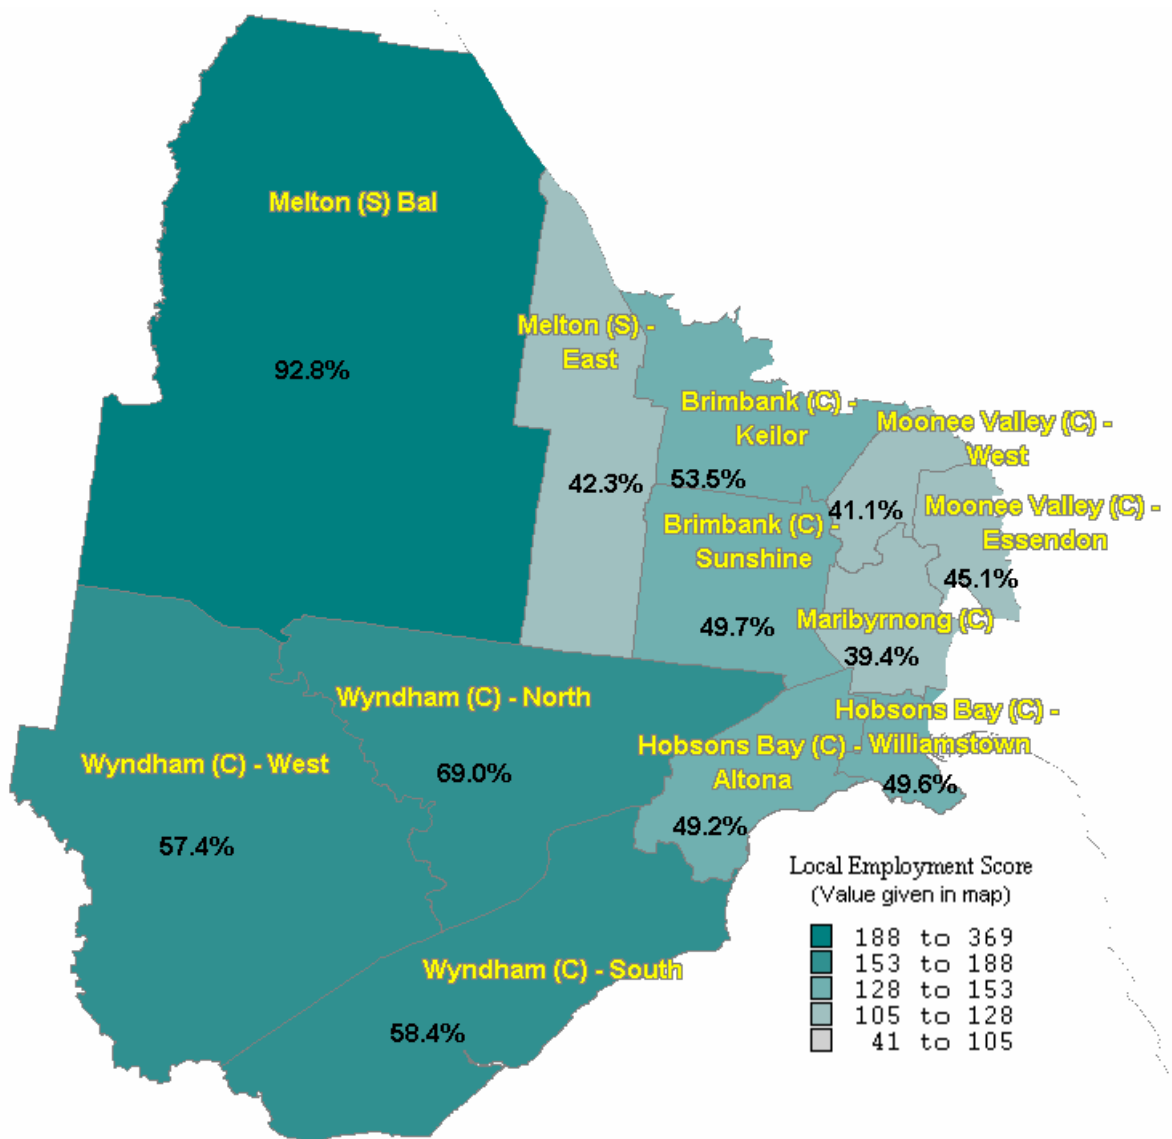 Melton (S) Bal
92.8%
Melton (S) -
East
42.3%
Brimbank (C) -
Keilor
53.5%
Moonee Valley (C) -
West
41.1%
Moonee Valley (C) -
Essendon
45.1%
Brimbank (C) -
Sunshine
49.7%
Maribyrnong (C)
39.4%
Wyndham (C) - North
69.0%
Hobsons Bay (C) -
Williamstown
49.6%
Hobsons Bay (C) -
Altona
49.2%
Wyndham (C) - West
57.4%
Wyndham (C) - South
58.4%
Local Employment Score
(Value given in map)
188 to 369
153 to 188
128 to 153
105 to 128
41 to 105